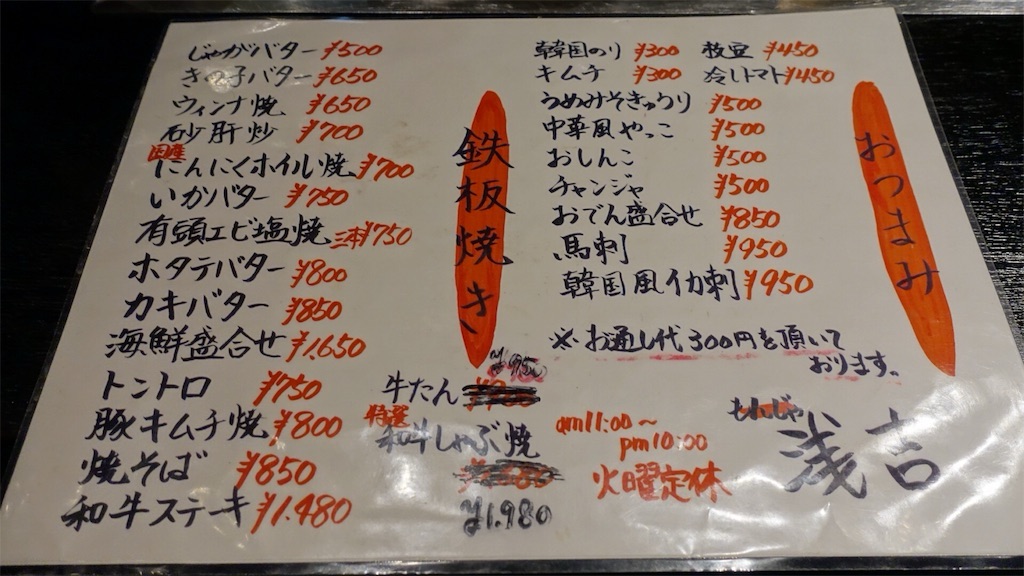 鉄板焼き
じゃがバター ¥500
きの子バター ¥650
ウィンナ焼 ¥650
砂肝炒 ¥700
国産
にんにくホイル焼 ¥700
いかバター ¥750
有頭エビ塩焼 三本 ¥750
ホタテバター ¥800
カキバター ¥850
海鮮盛合せ ¥1.650
トントロ ¥750
豚キムチ焼 ¥800
焼そば ¥850
和牛ステーキ ¥1.480
牛たん ¥950
特選
和牛しゃぶ焼
¥1.980
おつまみ
韓国のり ¥300 枝豆 ¥450
キムチ ¥300 冷しトマト ¥450
うめみそきゅうり ¥500
中華風やっこ ¥500
おしんこ ¥500
チャンジャ ¥500
おでん盛合せ ¥850
馬刺 ¥950
韓国風イカ刺 ¥950
※お通し代300円を頂いて
おります。
am11:00〜
pm10:00
火曜定休
もんじゃ
浅吉